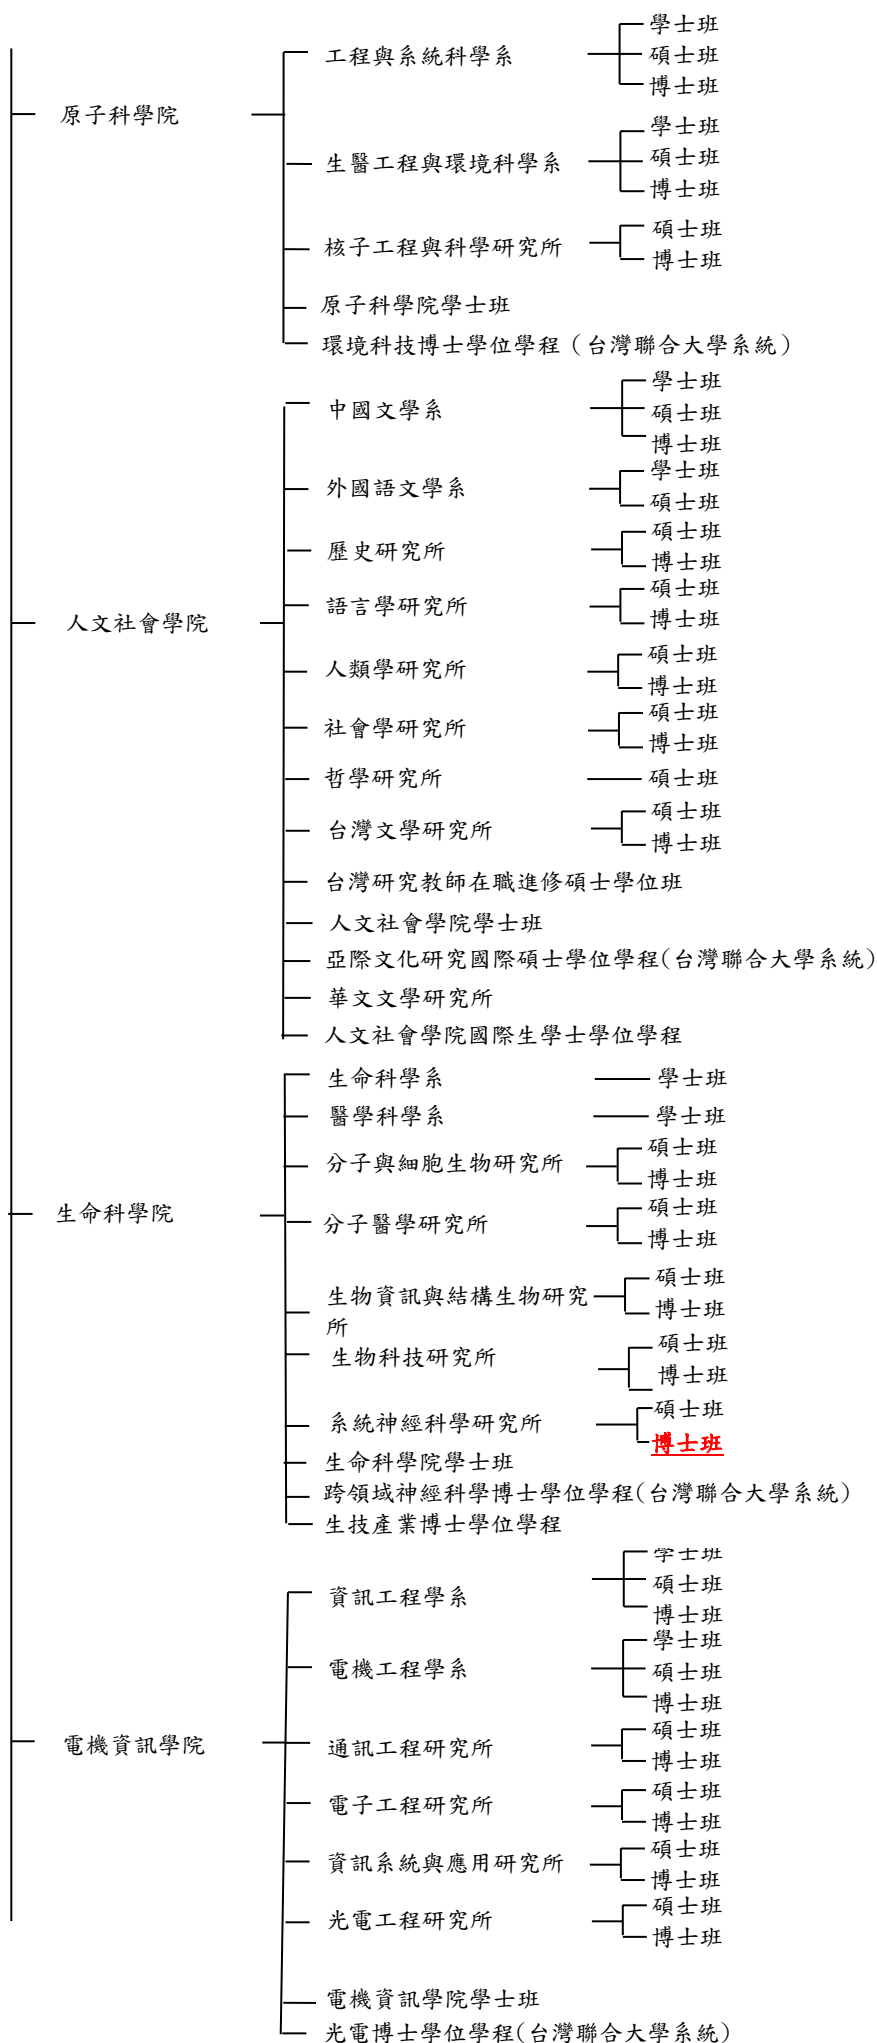 原子科學院
工程與系統科學系
學士班
碩士班
博士班
生醫工程與環境科學系
學士班
碩士班
博士班
核子工程與科學研究所
碩士班
博士班
原子科學院學士班
環境科技博士學位學程（台灣聯合大學系統）
人文社會學院
中國文學系
學士班
碩士班
博士班
外國語文學系
學士班
碩士班
歷史研究所
碩士班
博士班
語言學研究所
碩士班
博士班
人類學研究所
碩士班
博士班
社會學研究所
碩士班
博士班
哲學研究所
碩士班
台灣文學研究所
碩士班
博士班
台灣研究教師在職進修碩士學位班
人文社會學院學士班
亞際文化研究國際碩士學位學程(台灣聯合大學系統)
華文文學研究所
人文社會學院國際生學士學位學程
生命科學院
生命科學系
學士班
醫學科學系
學士班
分子與細胞生物研究所
碩士班
博士班
分子醫學研究所
碩士班
博士班
生物資訊與結構生物研究
所
碩士班
博士班
生物科技研究所
碩士班
博士班
系統神經科學研究所
碩士班
博士班
生命科學院學士班
跨領域神經科學博士學位學程(台灣聯合大學系統)
生技產業博士學位學程
電機資訊學院
資訊工程學系
學士班
碩士班
博士班
電機工程學系
學士班
碩士班
博士班
通訊工程研究所
碩士班
博士班
電子工程研究所
碩士班
博士班
資訊系統與應用研究所
碩士班
博士班
光電工程研究所
碩士班
博士班
電機資訊學院學士班
光電博士學位學程(台灣聯合大學系統)